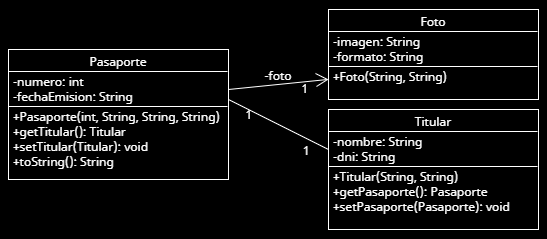 Pasaporte
-numero: int
-fechaEmision: String
+Pasaporte(int, String, String, String)
+getTitular(): Titular
+setTitular(Titular): void
+toString(): String
-foto
1
1
1
Foto
-imagen: String
-formato: String
+Foto(String, String)
Titular
-nombre: String
-dni: String
+Titular(String, String)
+getPasaporte(): Pasaporte
+setPasaporte(Pasaporte): void